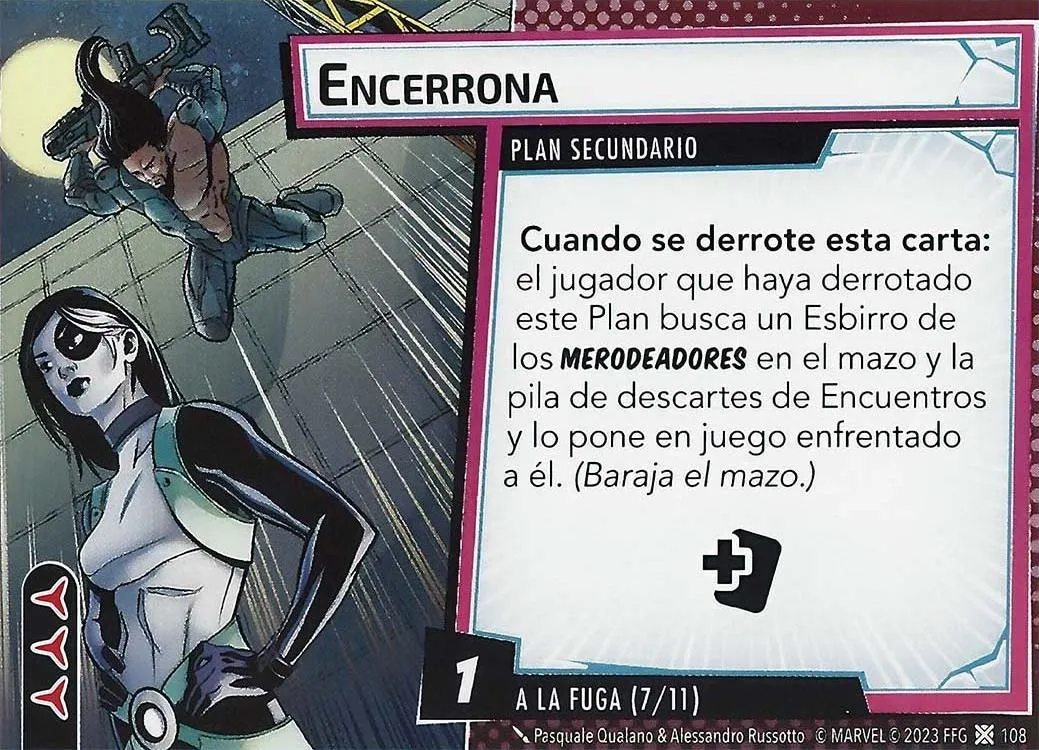 ENCERRONA
PLAN SECUNDARIO
Cuando se derrote esta carta:
el jugador que haya derrotado
este Plan busca un Esbirro de
los MERODEADORES en el mazo y la
pila de descartes de Encuentros
y lo pone en juego enfrentado
a él. (Baraja el mazo.)
1
A LA FUGA (7/11)
Pasquale Qualano & Alessandro Russotto © MARVEL © 2023 FFG 108